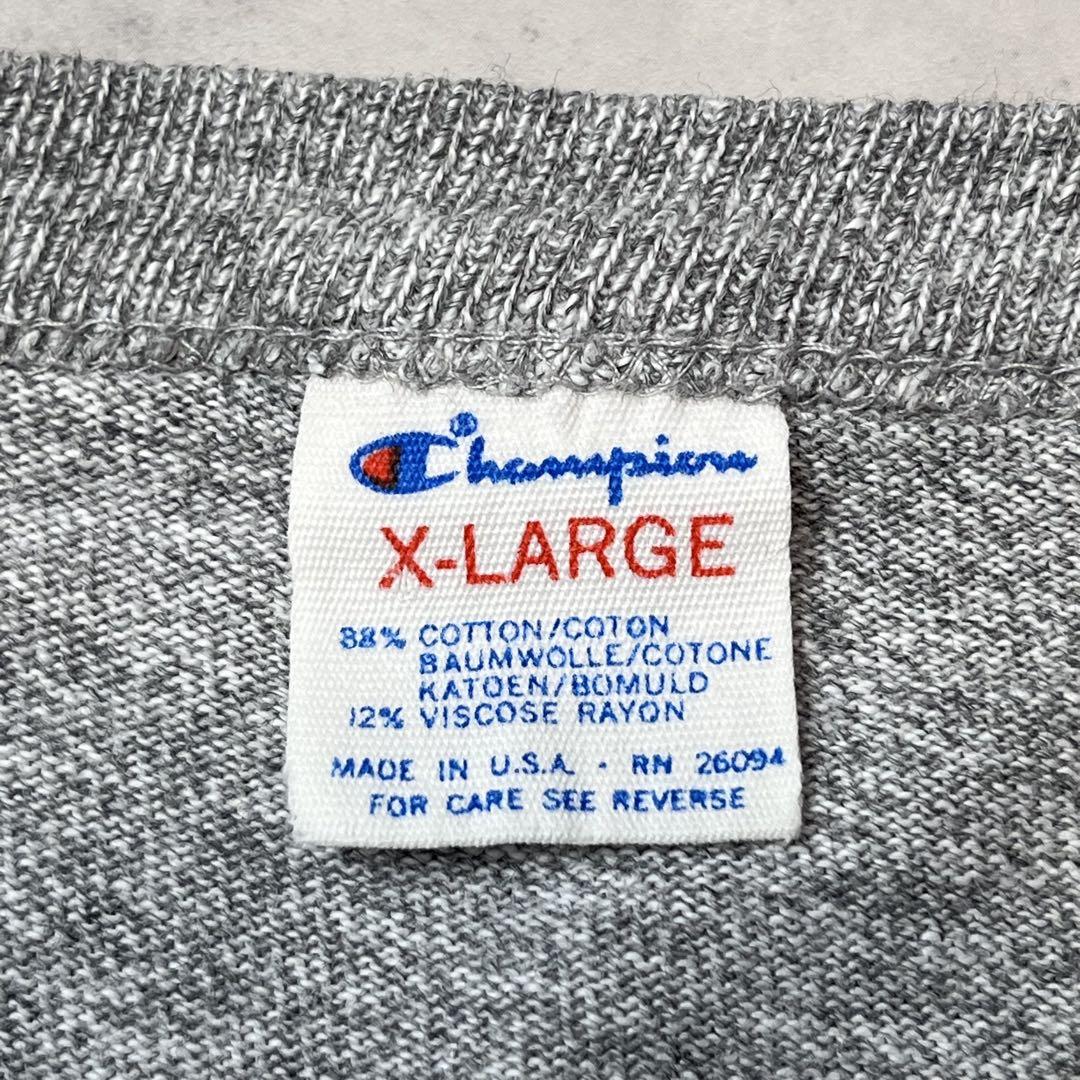 Champion
X-LARGE
88% COTTON/COTON
BAUMWOLLE/COTONE
KATOEN/BOMULD
12% VISCOSE RAYON
MADE IN U.S.A. · RN 26094
FOR CARE SEE REVERSE